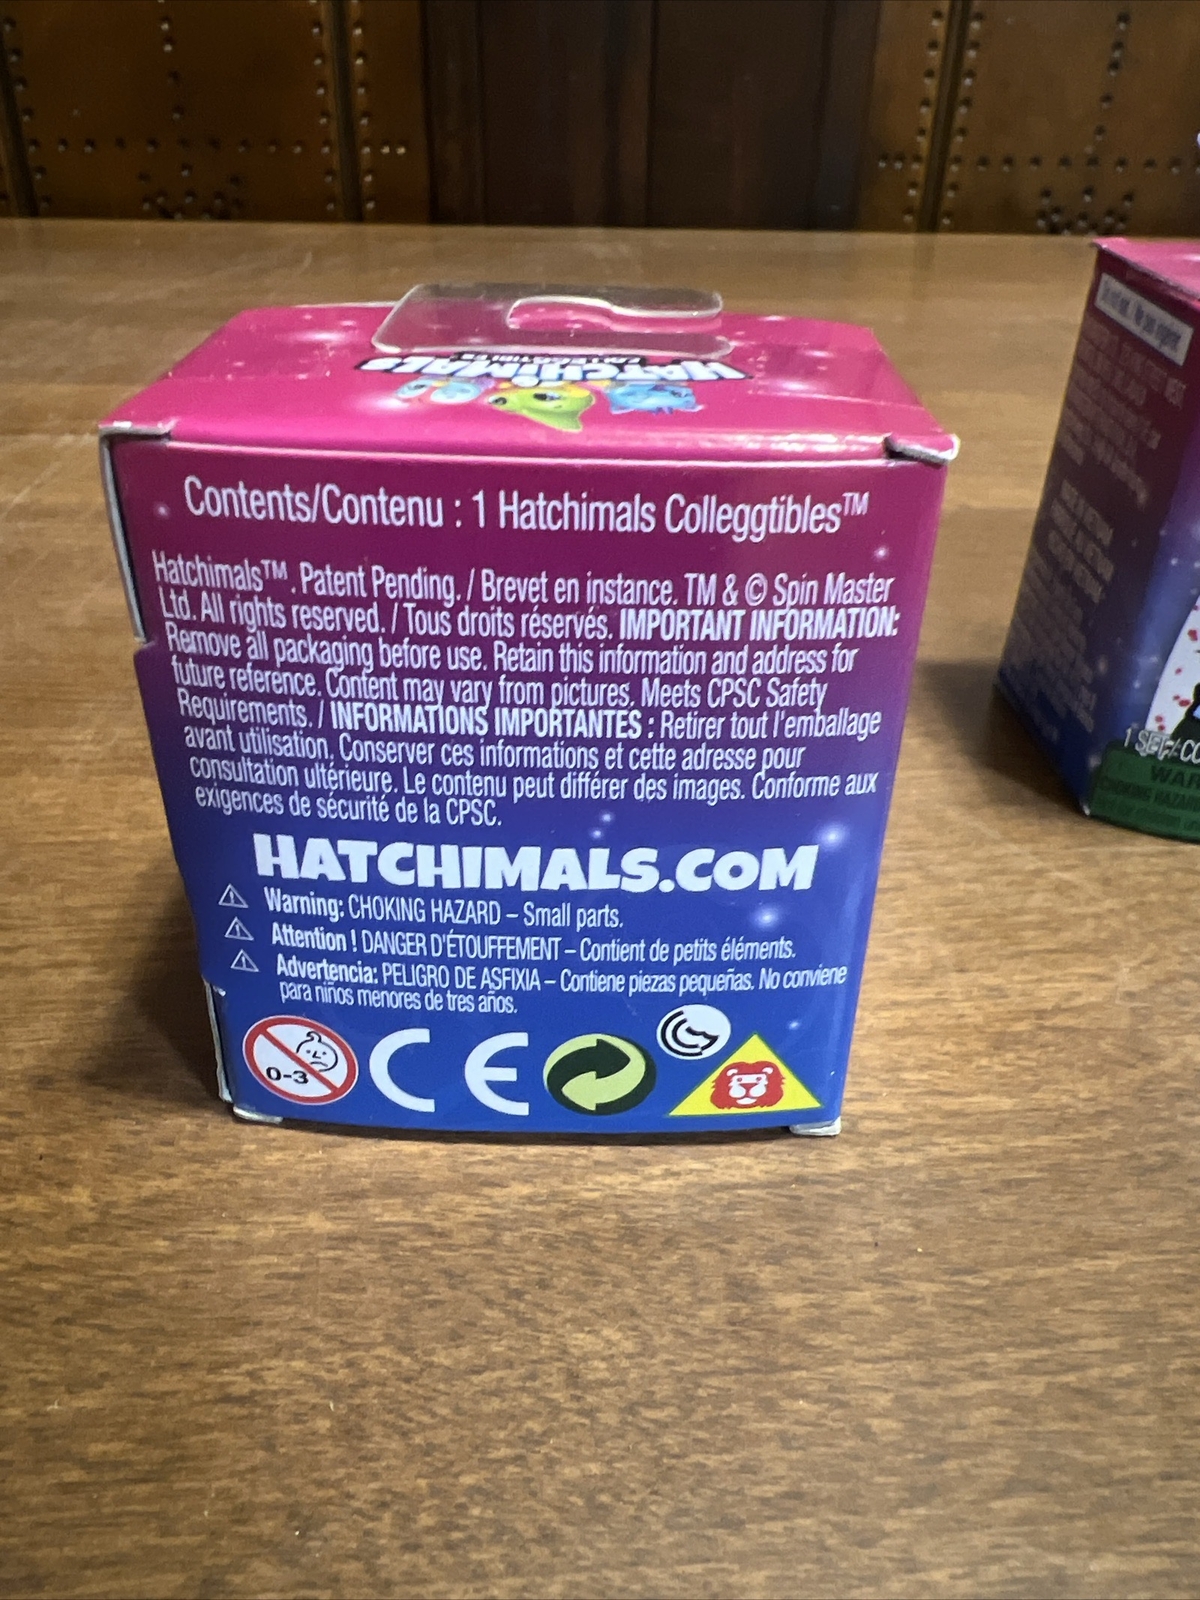 HATCHIMALS
COLLEGGTIBLES
Contents/Contenu : 1 Hatchimals Colleggtibles™
Hatchimals™. Patent Pending. / Brevet en instance. TM & © Spin Master
Ltd. All rights reserved. / Tous droits réservés. IMPORTANT INFORMATION:
Remove all packaging before use. Retain this information and address for
future reference. Content may vary from pictures. Meets CPSC Safety
Requirements. / INFORMATIONS IMPORTANTES : Retirer tout l'emballage
avant utilisation. Conserver ces informations et cette adresse pour
consultation ultérieure. Le contenu peut différer des images. Conforme aux
exigences de sécurité de la CPSC.
HATCHIMALS.COM
Warning: CHOKING HAZARD – Small parts.
Attention ! DANGER D'ÉTOUFFEMENT – Contient de petits éléments.
Advertencia: PELIGRO DE ASFIXIA – Contiene piezas pequeñas. No conviene
para niños menores de tres años.
0-3
CE
CHOKING HAZARD